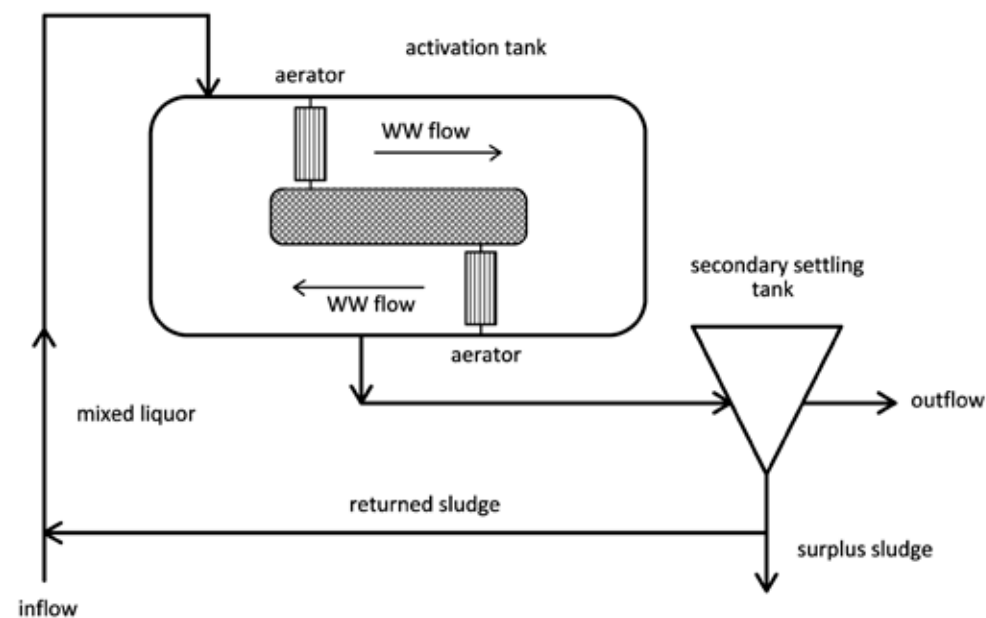 activation tank
aerator
WW flow
WW flow
aerator
secondary settling
tank
outflow
mixed liquor
returned sludge
surplus sludge
inflow